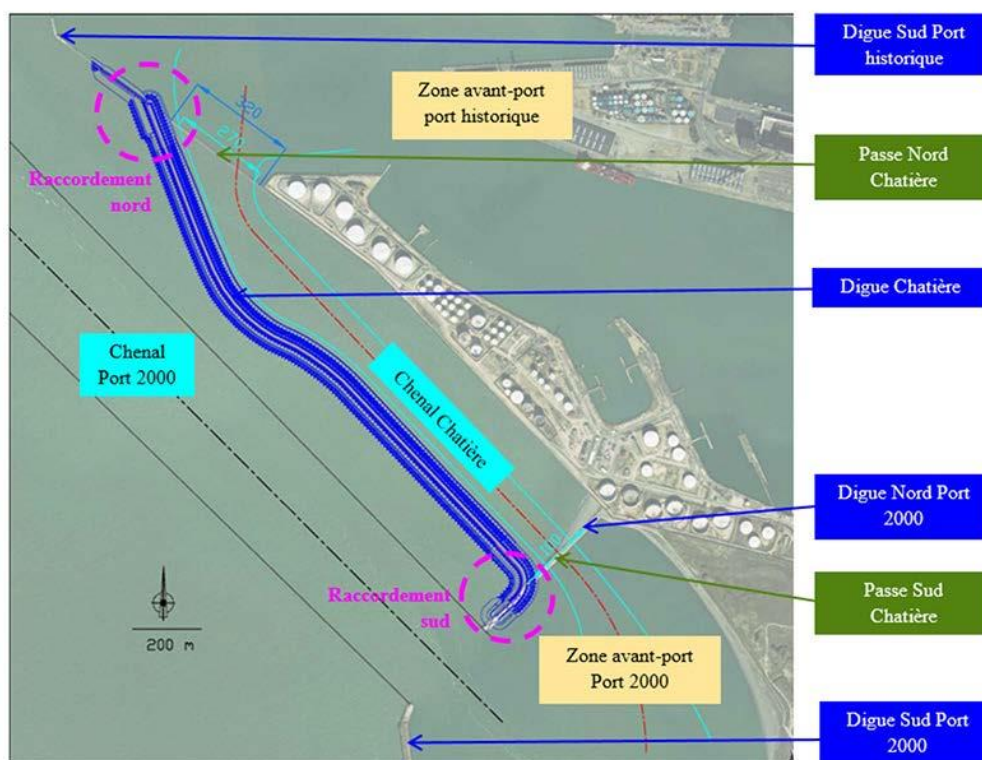 Digue Sud Port
historique
Zone avant-port
port historique
320
270
Passe Nord
Chatière
Raccordement
nord
Digue Chatière
Chenal
Port 2000
Chenal Chatière
Digue Nord Port
2000
Passe Sud
Chatière
Raccordement
sud
200 m
Zone avant-port
Port 2000
Digue Sud Port
2000